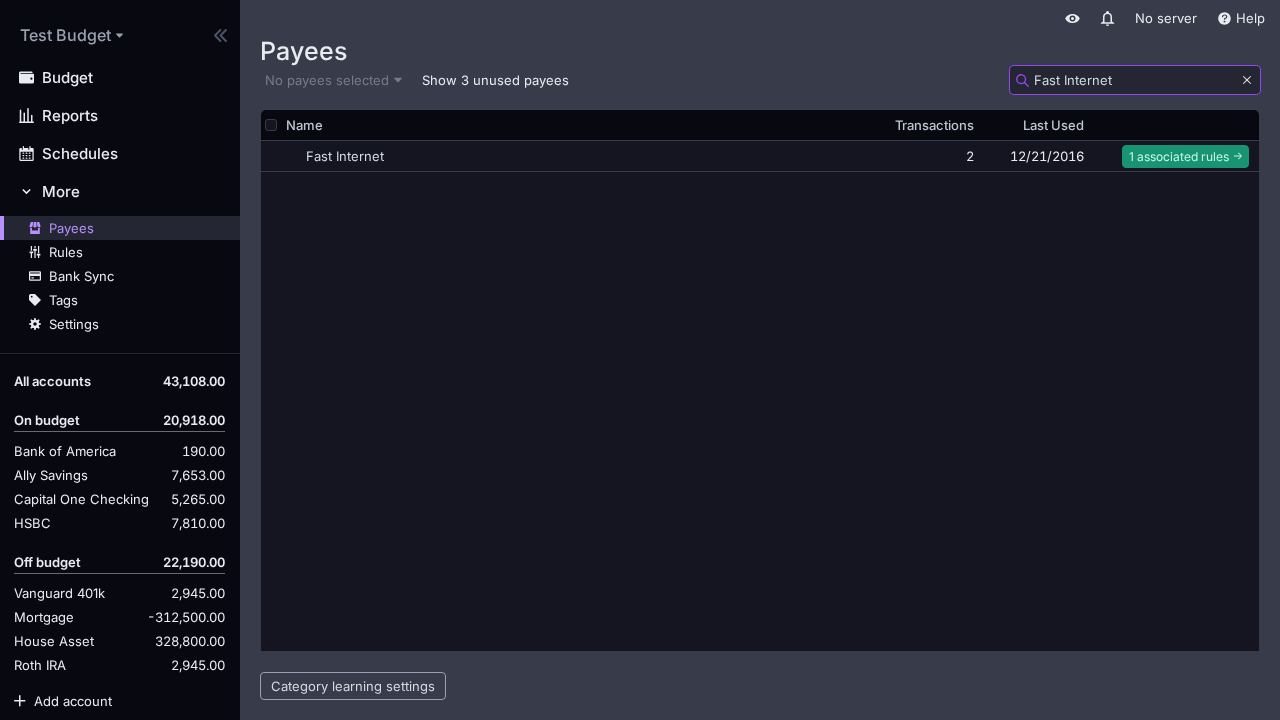 Test Budget
Budget
Reports
Schedules
More
Payees
Rules
Bank Sync
Tags
Settings
All accounts 43,108.00
On budget 20,918.00
Bank of America 190.00
Ally Savings 7,653.00
Capital One Checking 5,265.00
HSBC 7,810.00
Off budget 22,190.00
Vanguard 401k 2,945.00
Mortgage -312,500.00
House Asset 328,800.00
Roth IRA 2,945.00
Add account
No server Help
Payees
No payees selected Show 3 unused payees Fast Internet
Name Transactions Last Used
Fast Internet 2 12/21/2016 1 associated rules
Category learning settings